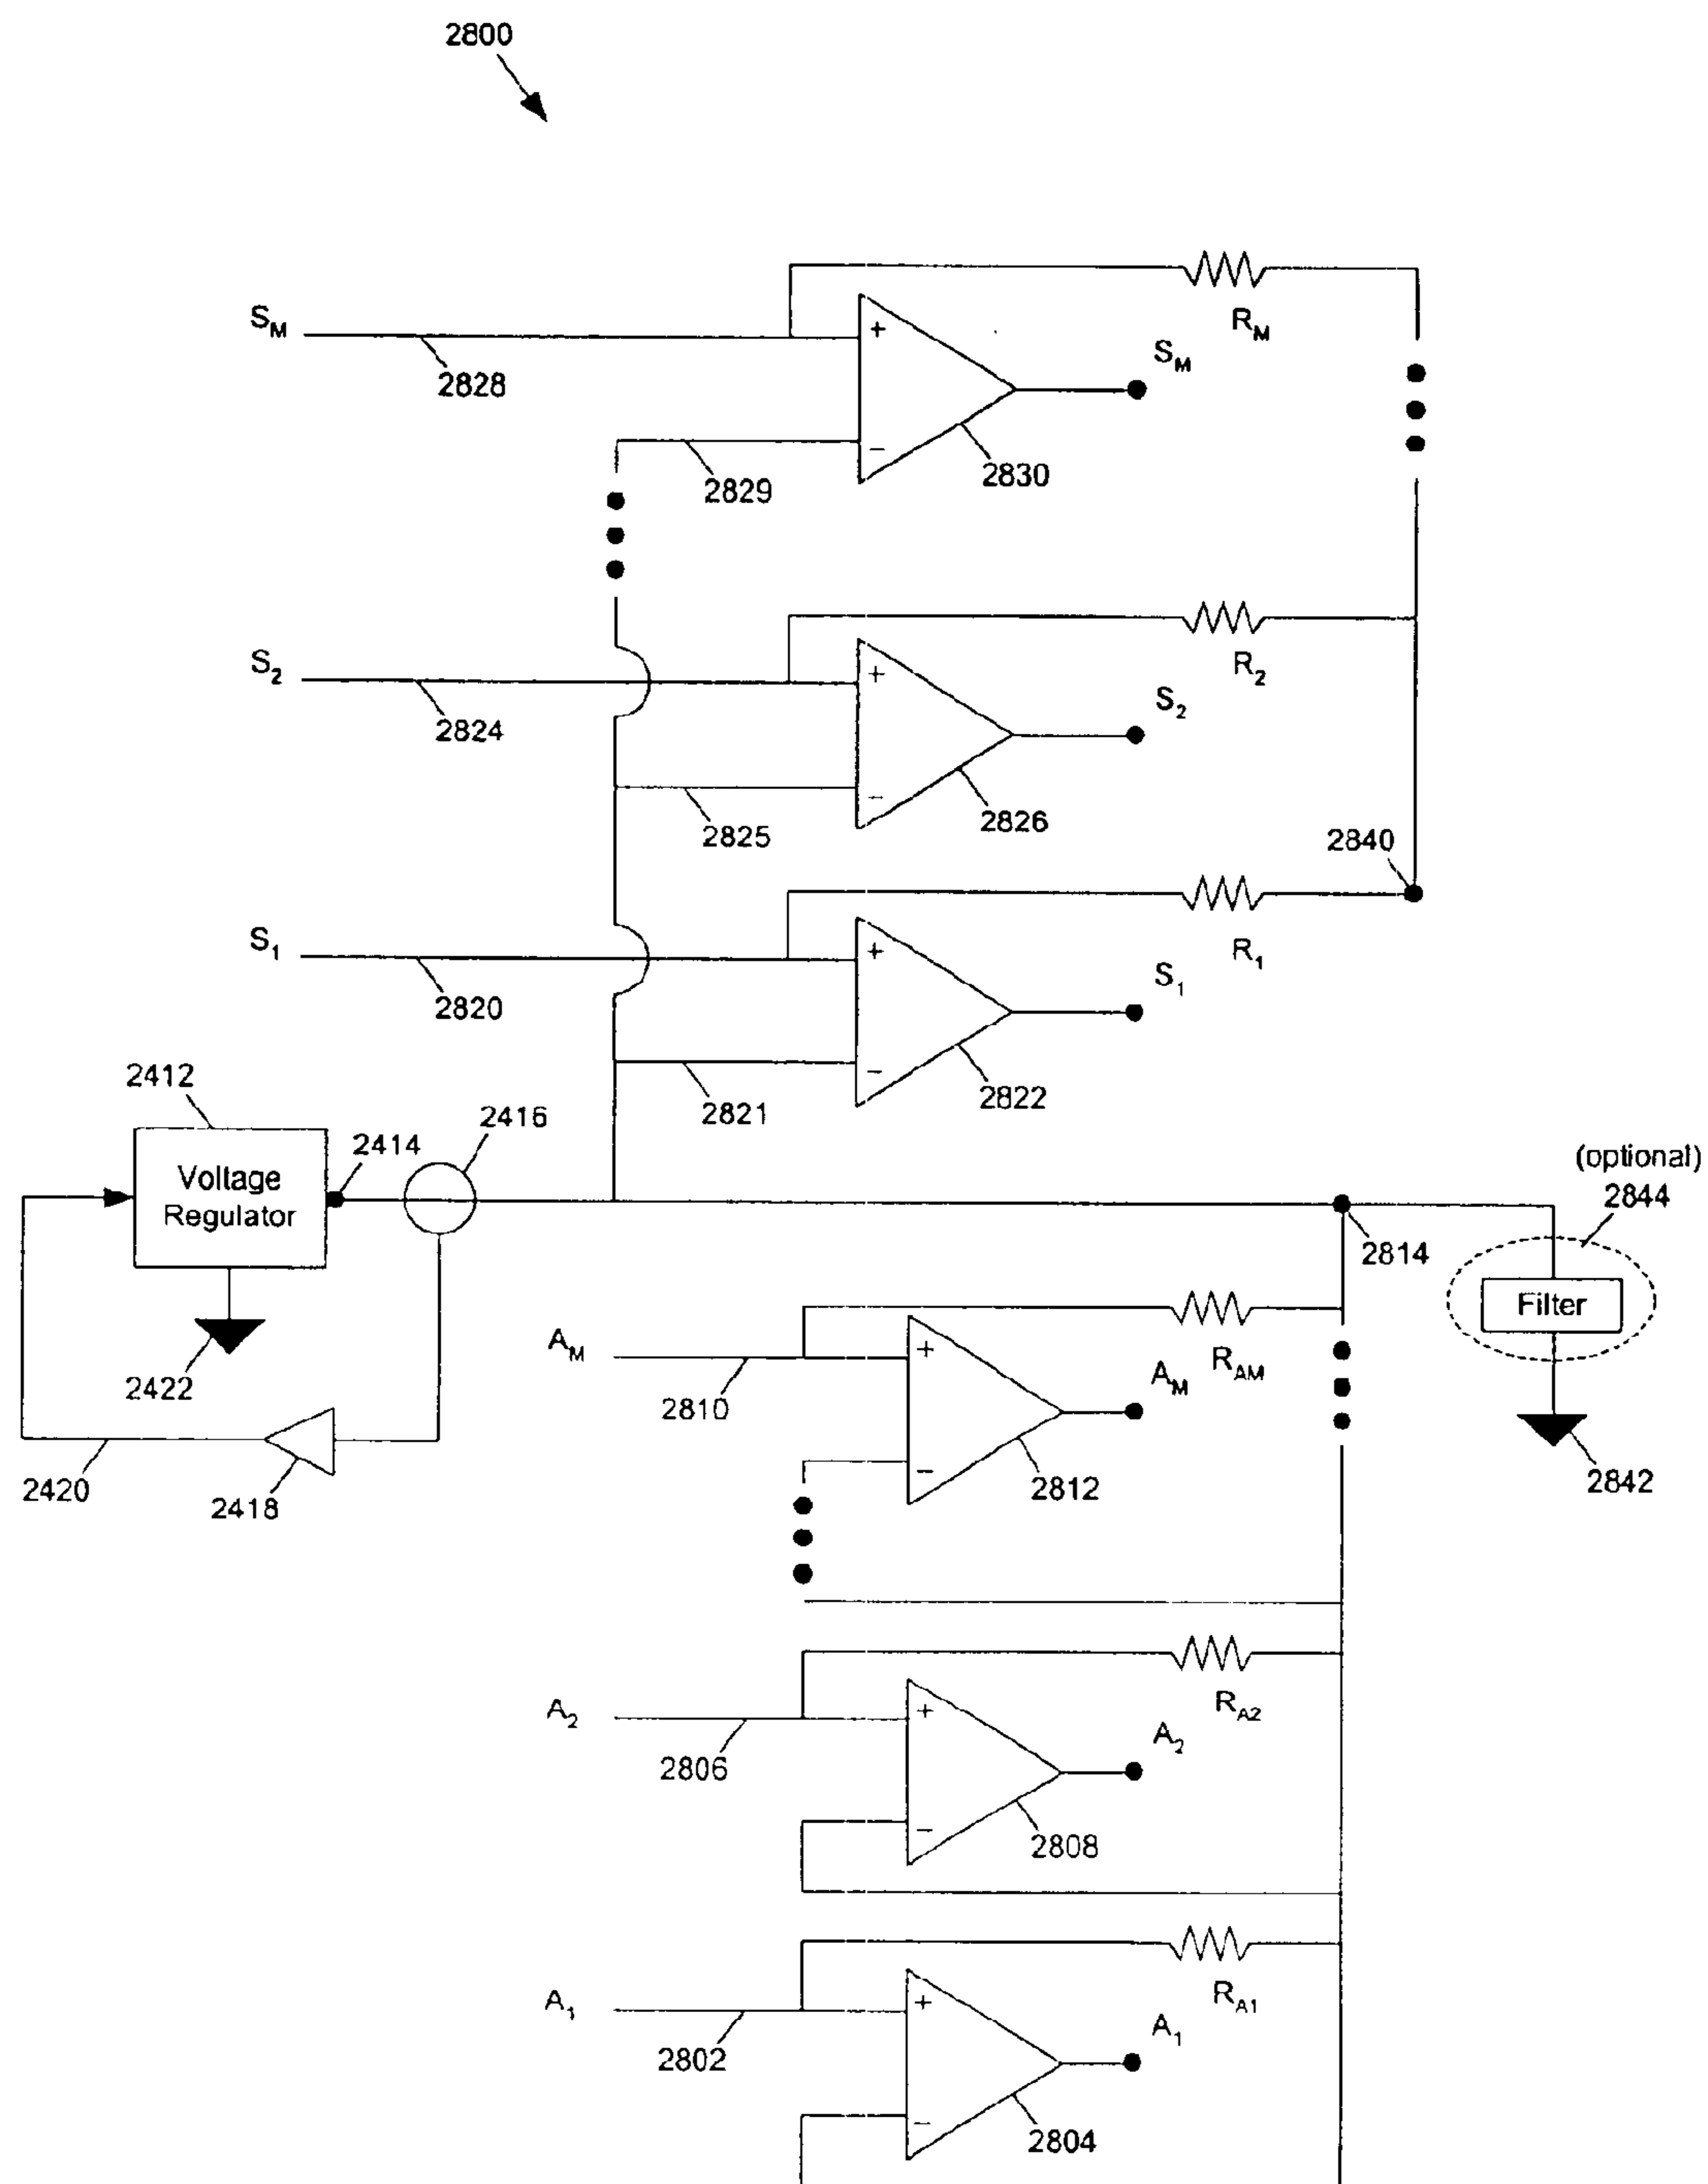 2800
S_M
2828
+
−
R_M
S_M
2829
2830
S_2
2824
+
−
R_2
S_2
2825
2826
2840
S_1
2820
+
−
R_1
S_1
2821
2822
2412
2414
2416
Voltage
Regulator
2422
2420
2418
(optional)
2844
2814
Filter
2842
A_M
2810
+
−
R_AM
A_M
2812
A_2
2806
+
−
R_A2
A_2
2808
A_1
2802
+
−
R_A1
A_1
2804